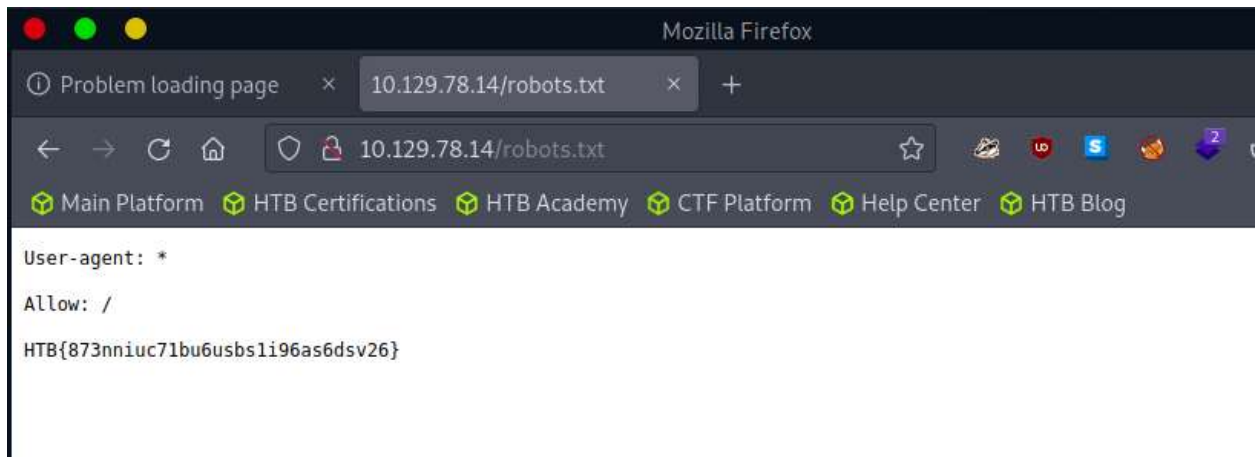 Mozilla Firefox
Problem loading page
10.129.78.14/robots.txt
10.129.78.14/robots.txt
Main Platform HTB Certifications HTB Academy CTF Platform Help Center HTB Blog
User-agent: *
Allow: /
HTB{873nniuc71bu6usbs1i96as6dsv26}